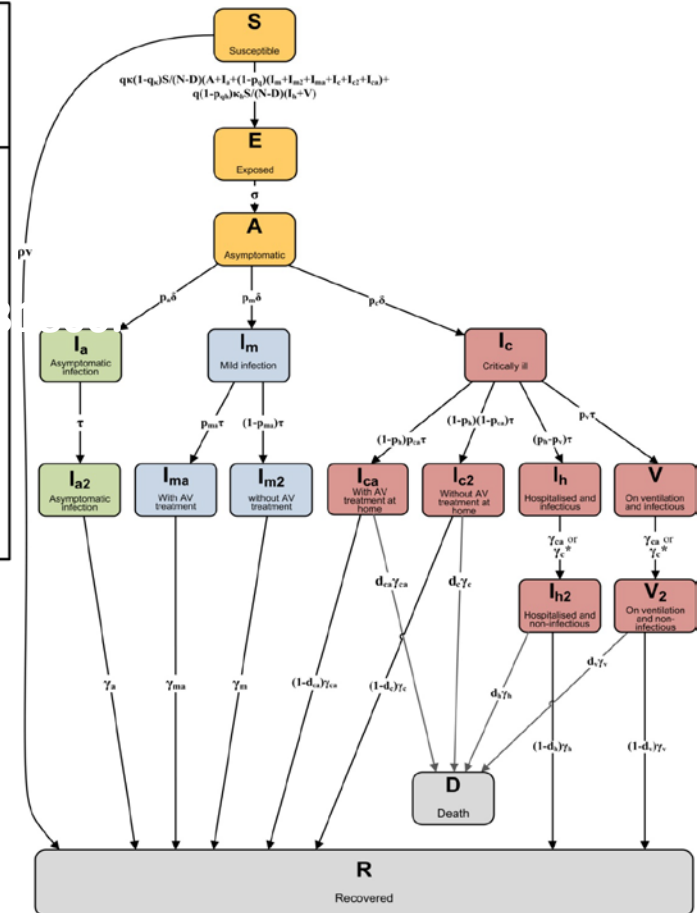 S
Susceptible
qκ(1-qκ)S/(N-D)(A+Ia+(1-pq)(Im+Im2+Ima+Ic+Ic2+Ica)+
q(1-pqh)κhS/(N-D)(Ih+V)
E
Exposed
σ
A
Asymptomatic
ρν
paδ
pmδ
pcδ
Ia
Asymptomatic
infection
Im
Mild infection
Ic
Critically ill
τ
pmaτ
(1-pma)τ
(1-ph)pcaτ
(1-ph)(1-pca)τ
(ph-pv)τ
pvτ
Ia2
Asymptomatic
infection
Ima
With AV
treatment
Im2
without AV
treatment
Ica
With AV
treatment at
home
Ic2
Without AV
treatment at
home
Ih
Hospitalised and
infectious
V
On ventilation
and infectious
γca or
γc*
γca or
γc*
dcaγca
dcγc
Ih2
Hospitalised and
non-infectious
V2
On ventilation
and non-
infectious
γa
γma
γm
(1-dca)γca
(1-dc)γc
dhγh
dvγv
(1-dh)γh
(1-dv)γv
D
Death
R
Recovered